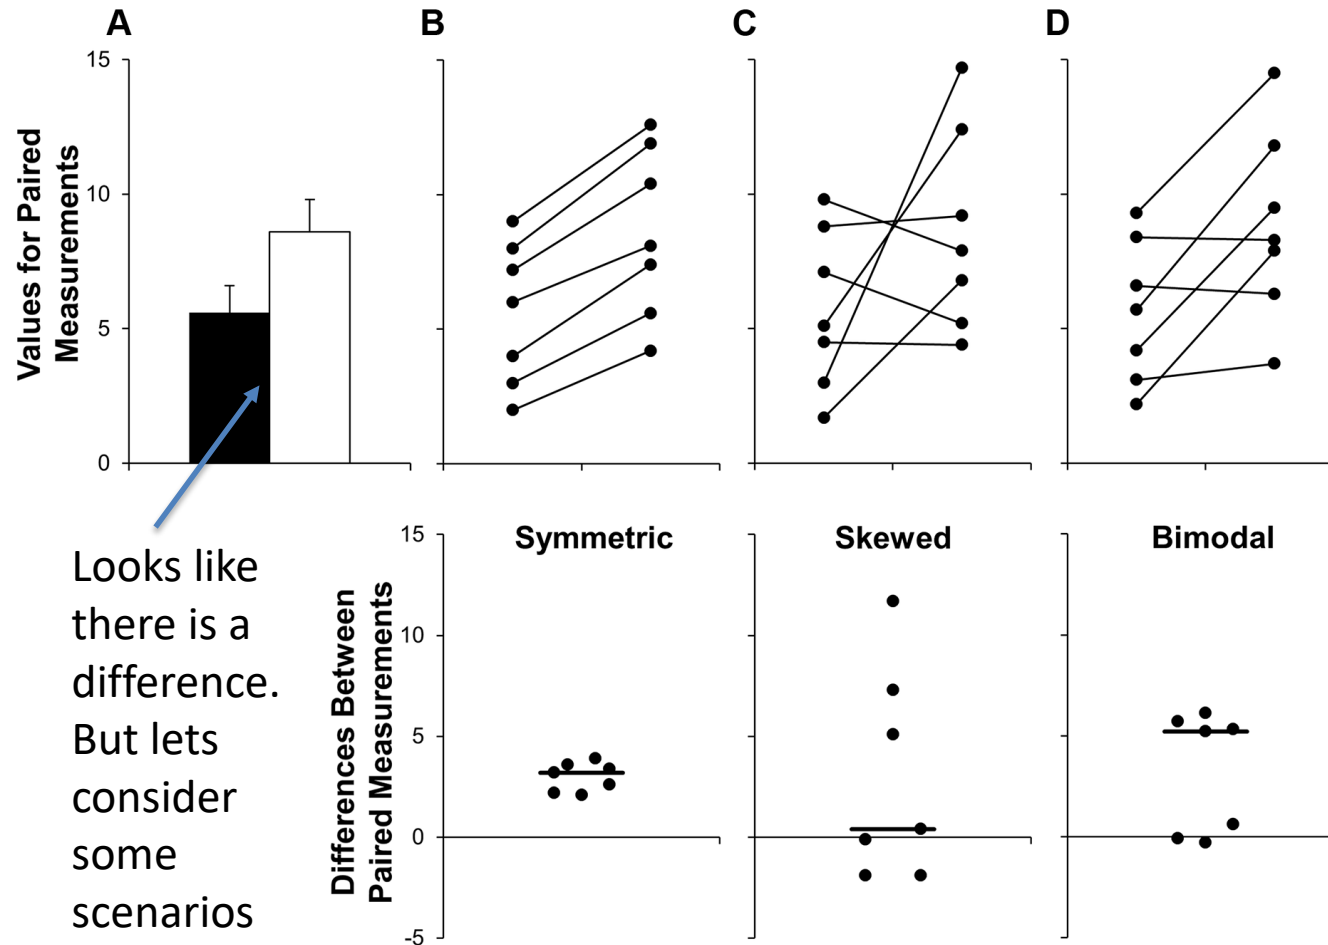 A
B
C
D
15
10
5
0
Values for Paired
Measurements
Looks like
there is a
difference.
But lets
consider
some
scenarios
Symmetric
Skewed
Bimodal
15
10
5
0
-5
Differences Between
Paired Measurements